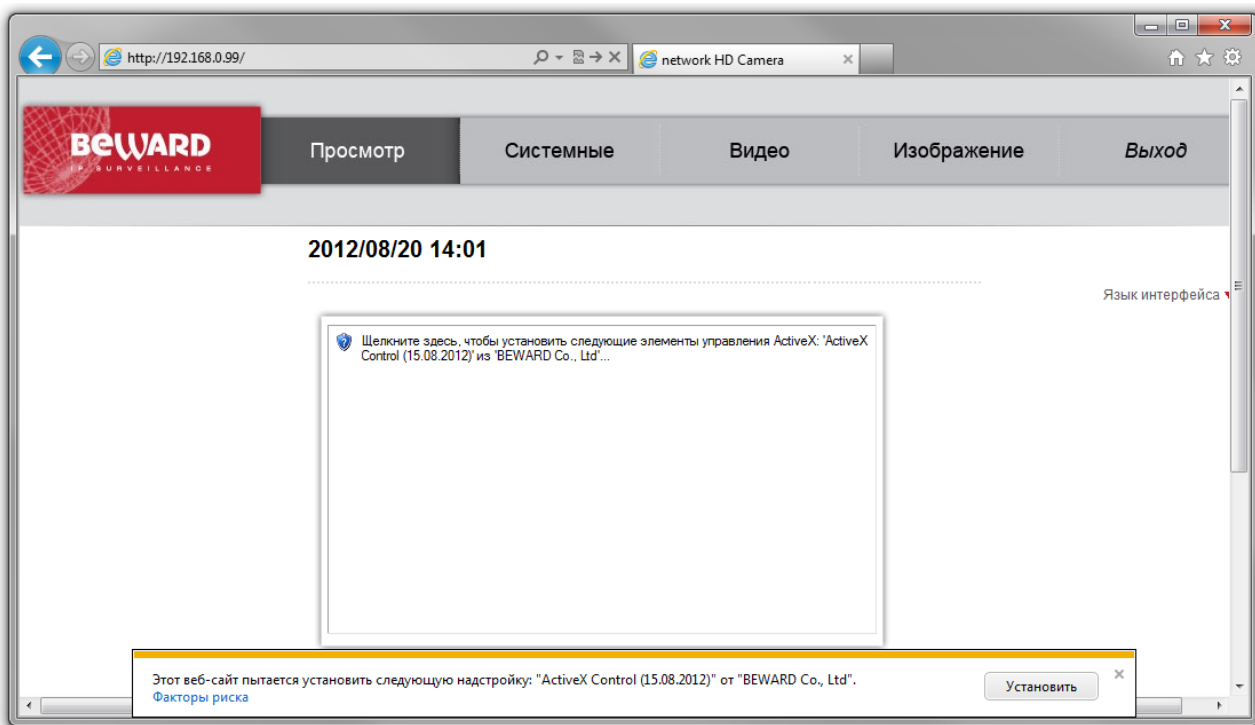 http://192.168.0.99/
network HD Camera
BEWARD
IP SURVEILLANCE
Просмотр
Системные
Видео
Изображение
Выход
2012/08/20 14:01
Язык интерфейса
Щелкните здесь, чтобы установить следующие элементы управления ActiveX: 'ActiveX
Control (15.08.2012)' из 'BEWARD Co., Ltd'...
Этот веб-сайт пытается установить следующую надстройку: "ActiveX Control (15.08.2012)" от "BEWARD Co., Ltd".
Факторы риска
Установить